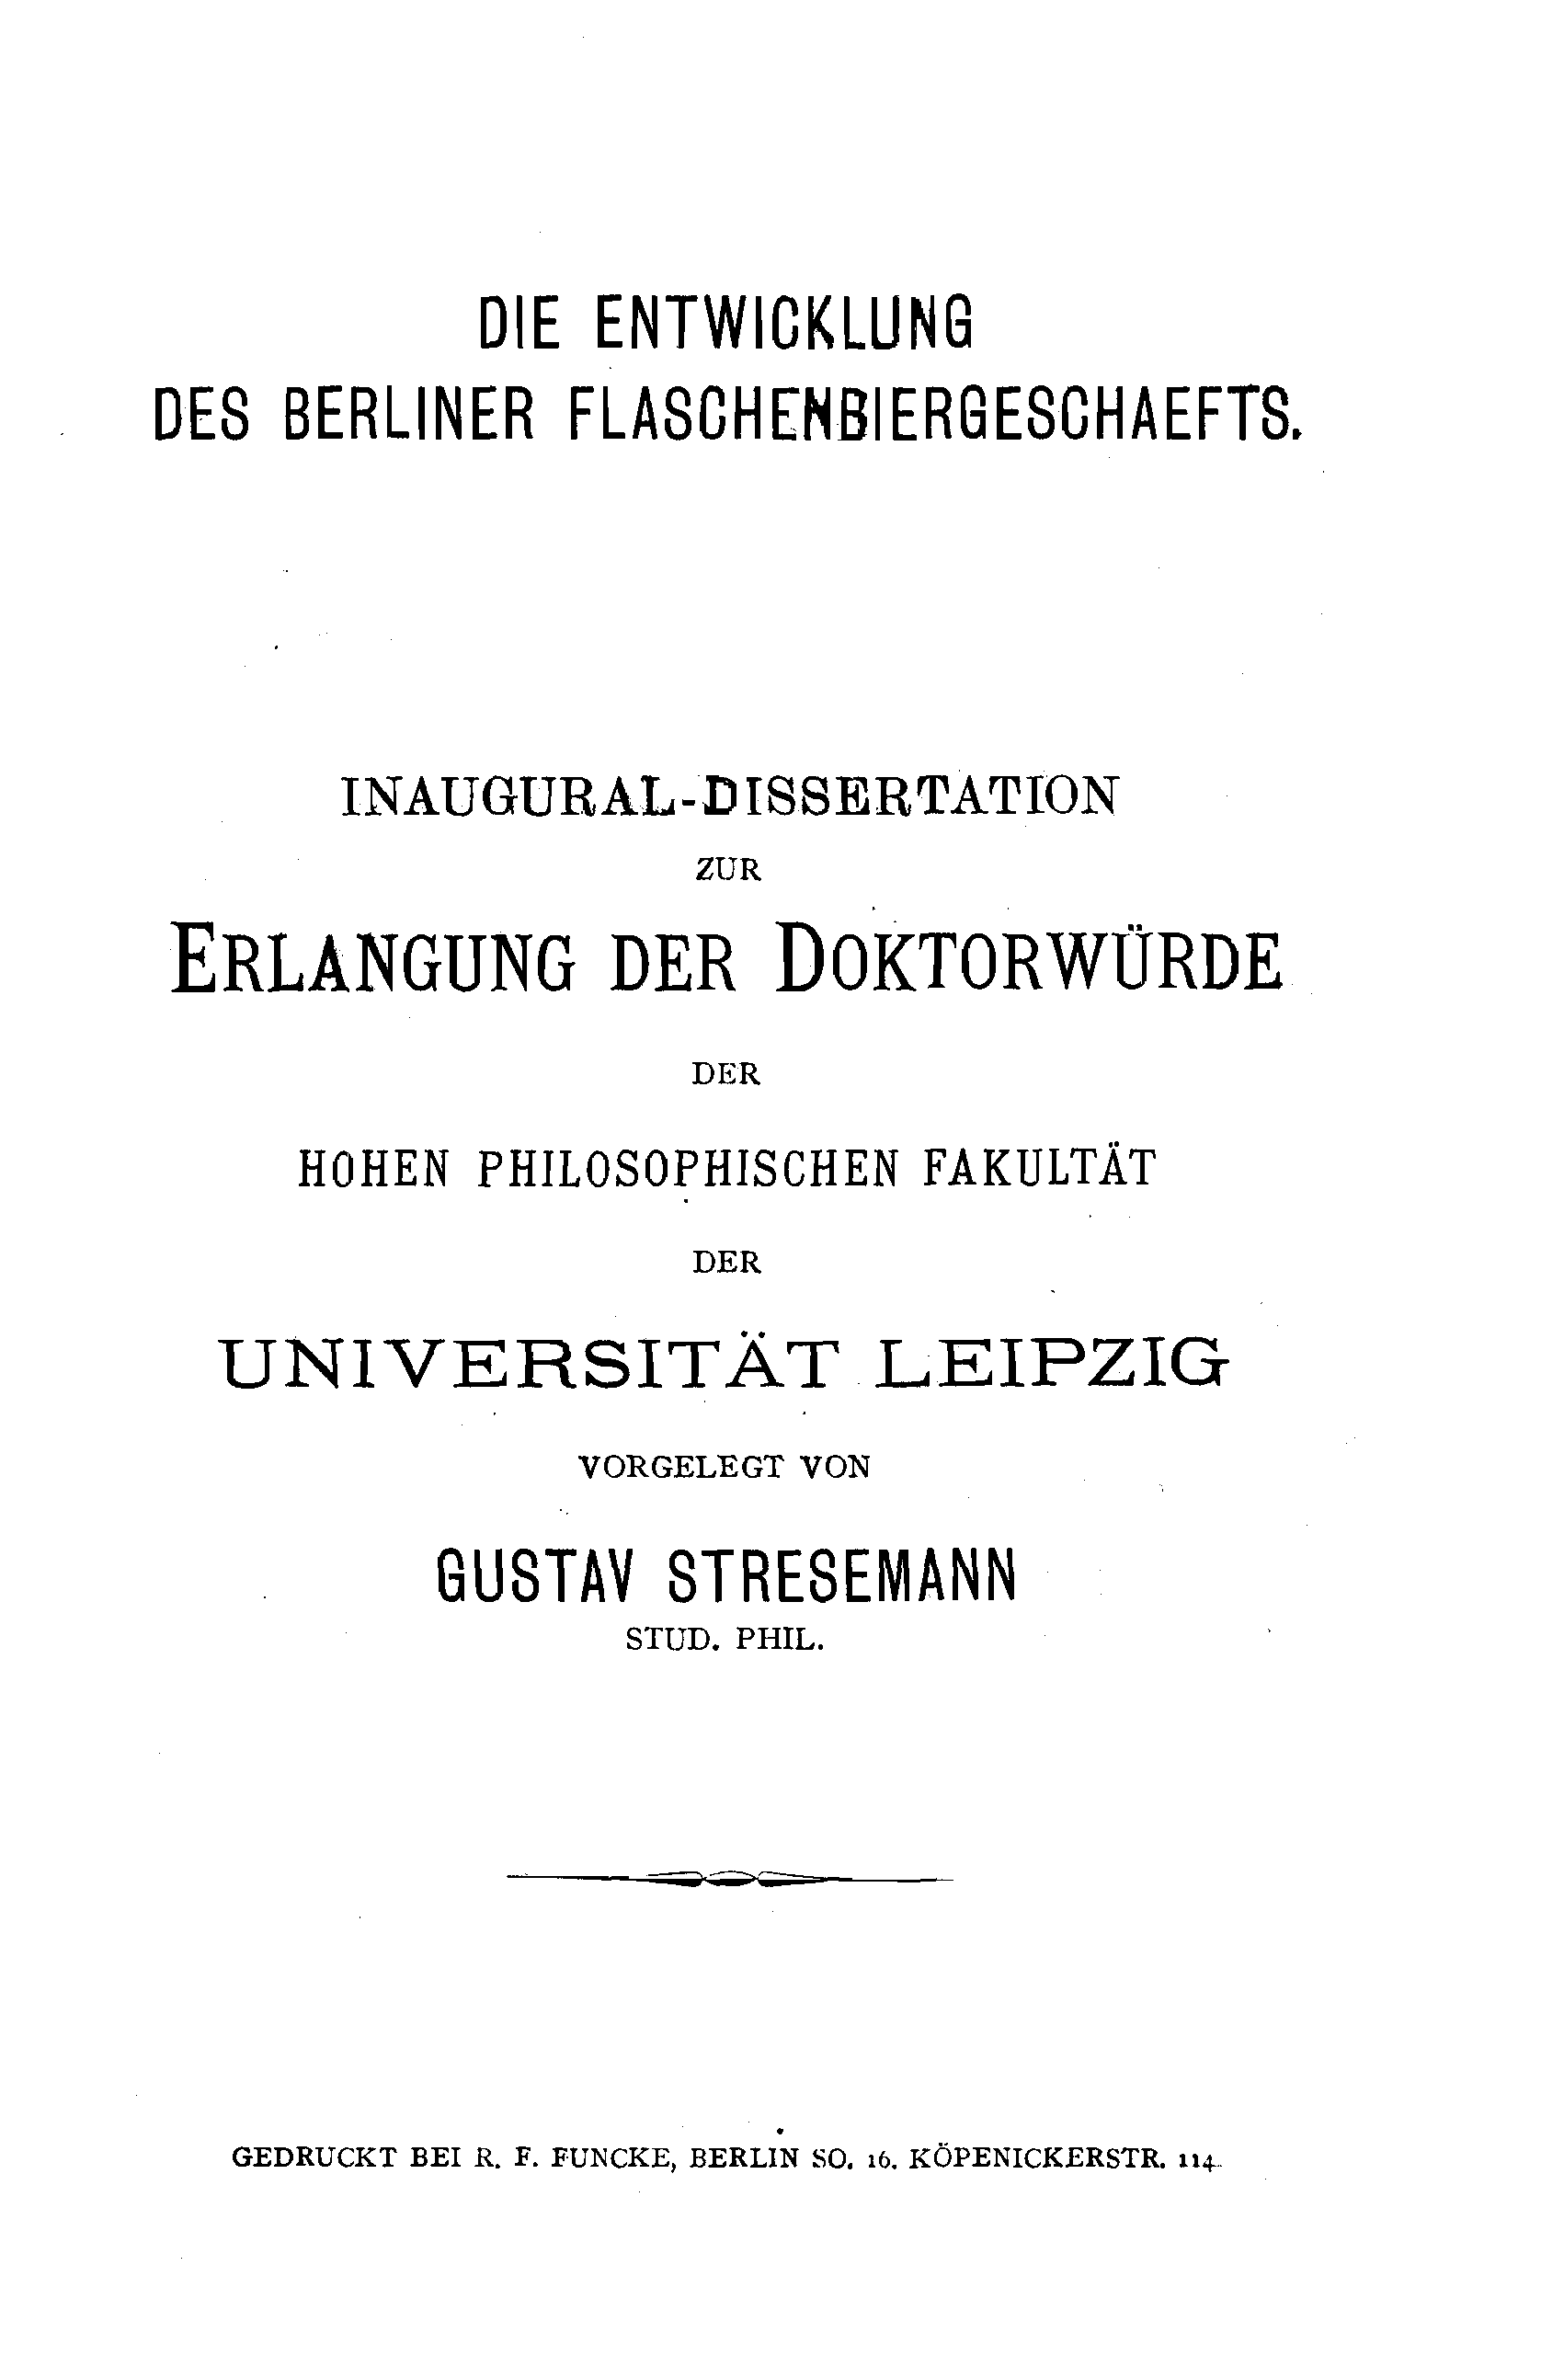 DIE ENTWICKLUNG
DES BERLINER FLASCHENBIERGESCHAEFTS.
INAUGURAL-DISSERTATION
ZUR
ERLANGUNG DER DOKTORWÜRDE
DER
HOHEN PHILOSOPHISCHEN FAKULTÄT
DER
UNIVERSITÄT LEIPZIG
VORGELEGT VON
GUSTAV STRESEMANN
STUD. PHIL.
GEDRUCKT BEI R. F. FUNCKE, BERLIN SO. 16. KÖPENICKERSTR. 114.